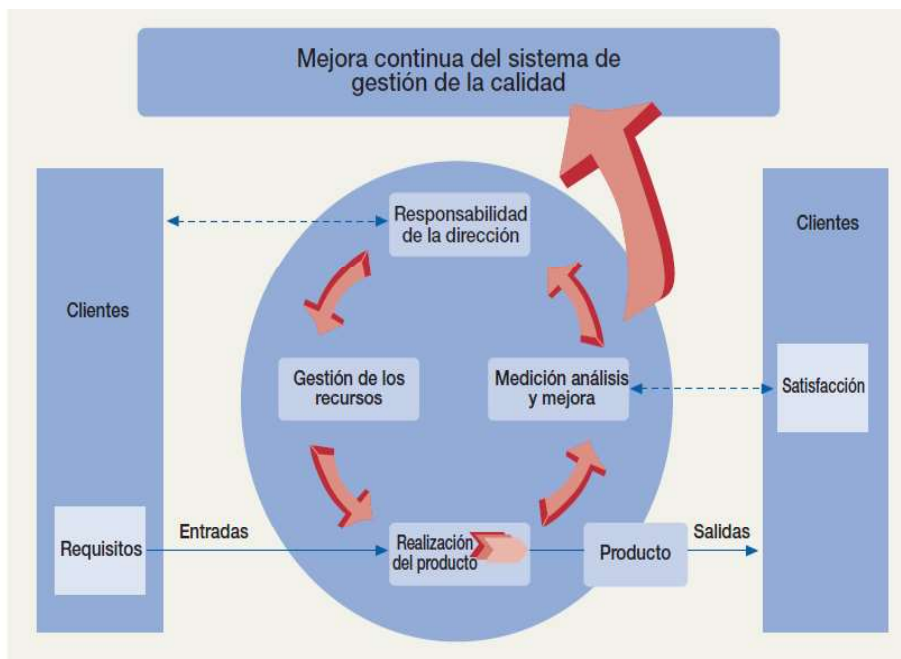 Mejora continua del sistema de
gestión de la calidad
Responsabilidad
de la dirección
Clientes
Clientes
Gestión de los
recursos
Medición análisis
y mejora
Satisfacción
Requisitos
Entradas
Realización
del producto
Producto
Salidas